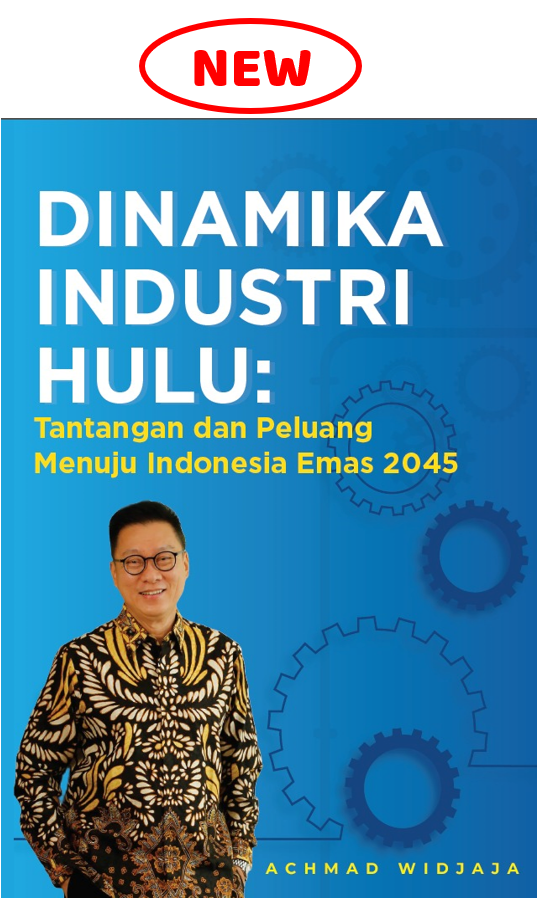 NEW
DINAMIKA
INDUSTRI
HULU:
Tantangan dan Peluang
Menuju Indonesia Emas 2045
ACHMAD WIDJAJA